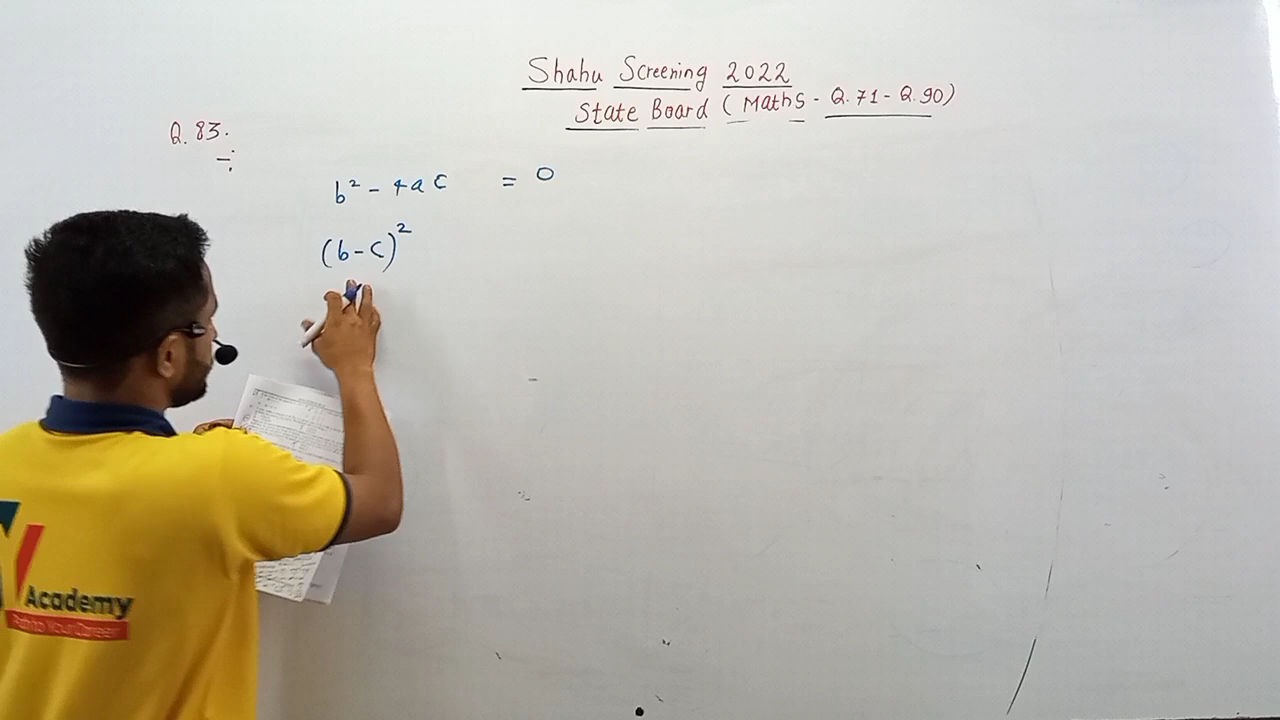 Shahu Screening 2022
State Board (Maths - Q.71 - Q.90)
Q. 83.
b² - 4ac = 0
(b - c)²
Academy